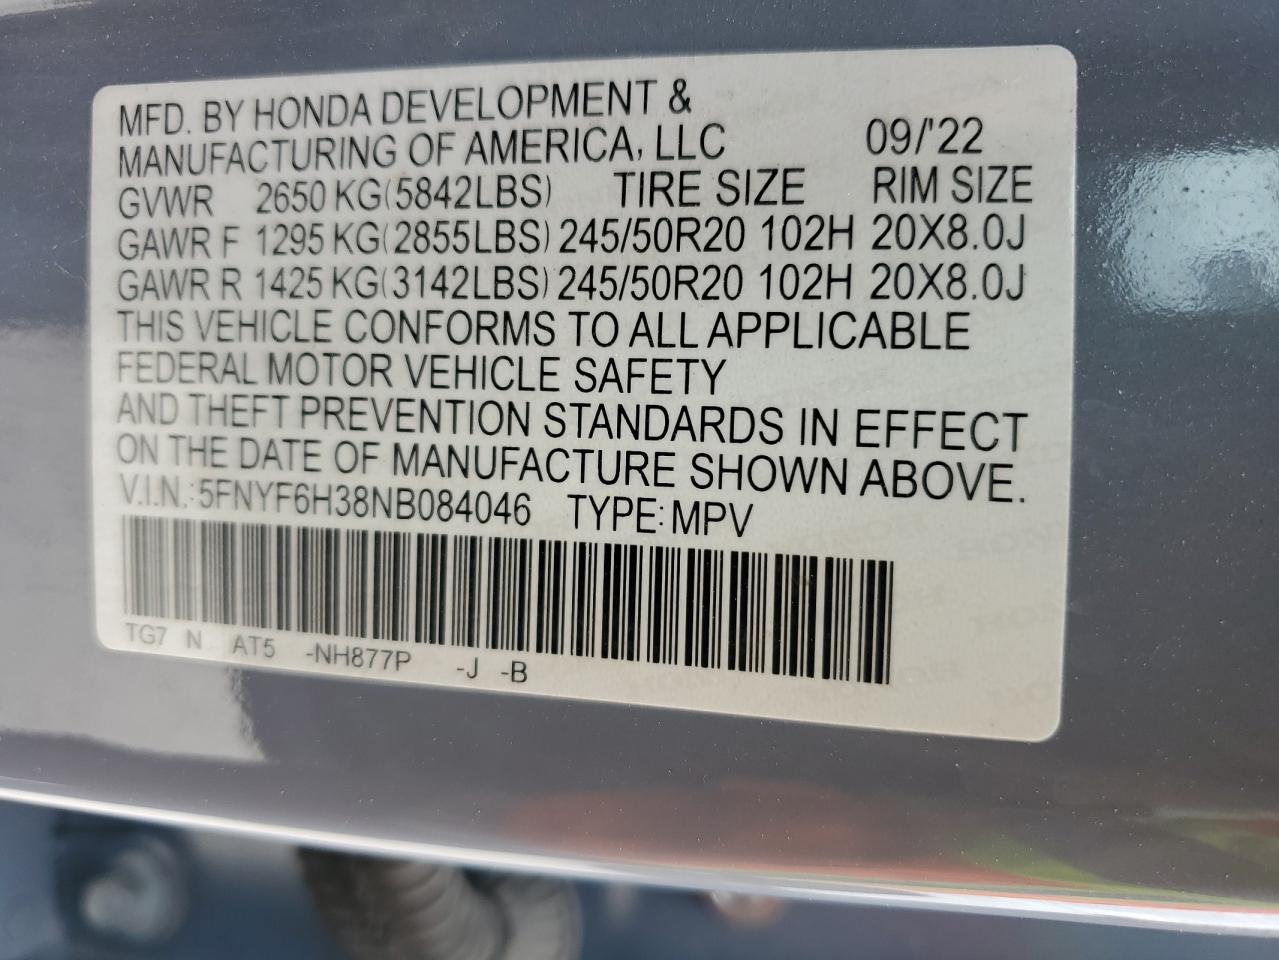 MFD. BY HONDA DEVELOPMENT &
MANUFACTURING OF AMERICA, LLC 09/'22
GVWR 2650 KG(5842LBS) TIRE SIZE RIM SIZE
GAWR F 1295 KG(2855LBS) 245/50R20 102H 20X8.0J
GAWR R 1425 KG(3142LBS) 245/50R20 102H 20X8.0J
THIS VEHICLE CONFORMS TO ALL APPLICABLE
FEDERAL MOTOR VEHICLE SAFETY
AND THEFT PREVENTION STANDARDS IN EFFECT
ON THE DATE OF MANUFACTURE SHOWN ABOVE.
V.I.N.: 5FNYF6H38NB084046 TYPE: MPV
TG7 N AT5 -NH877P -J -B